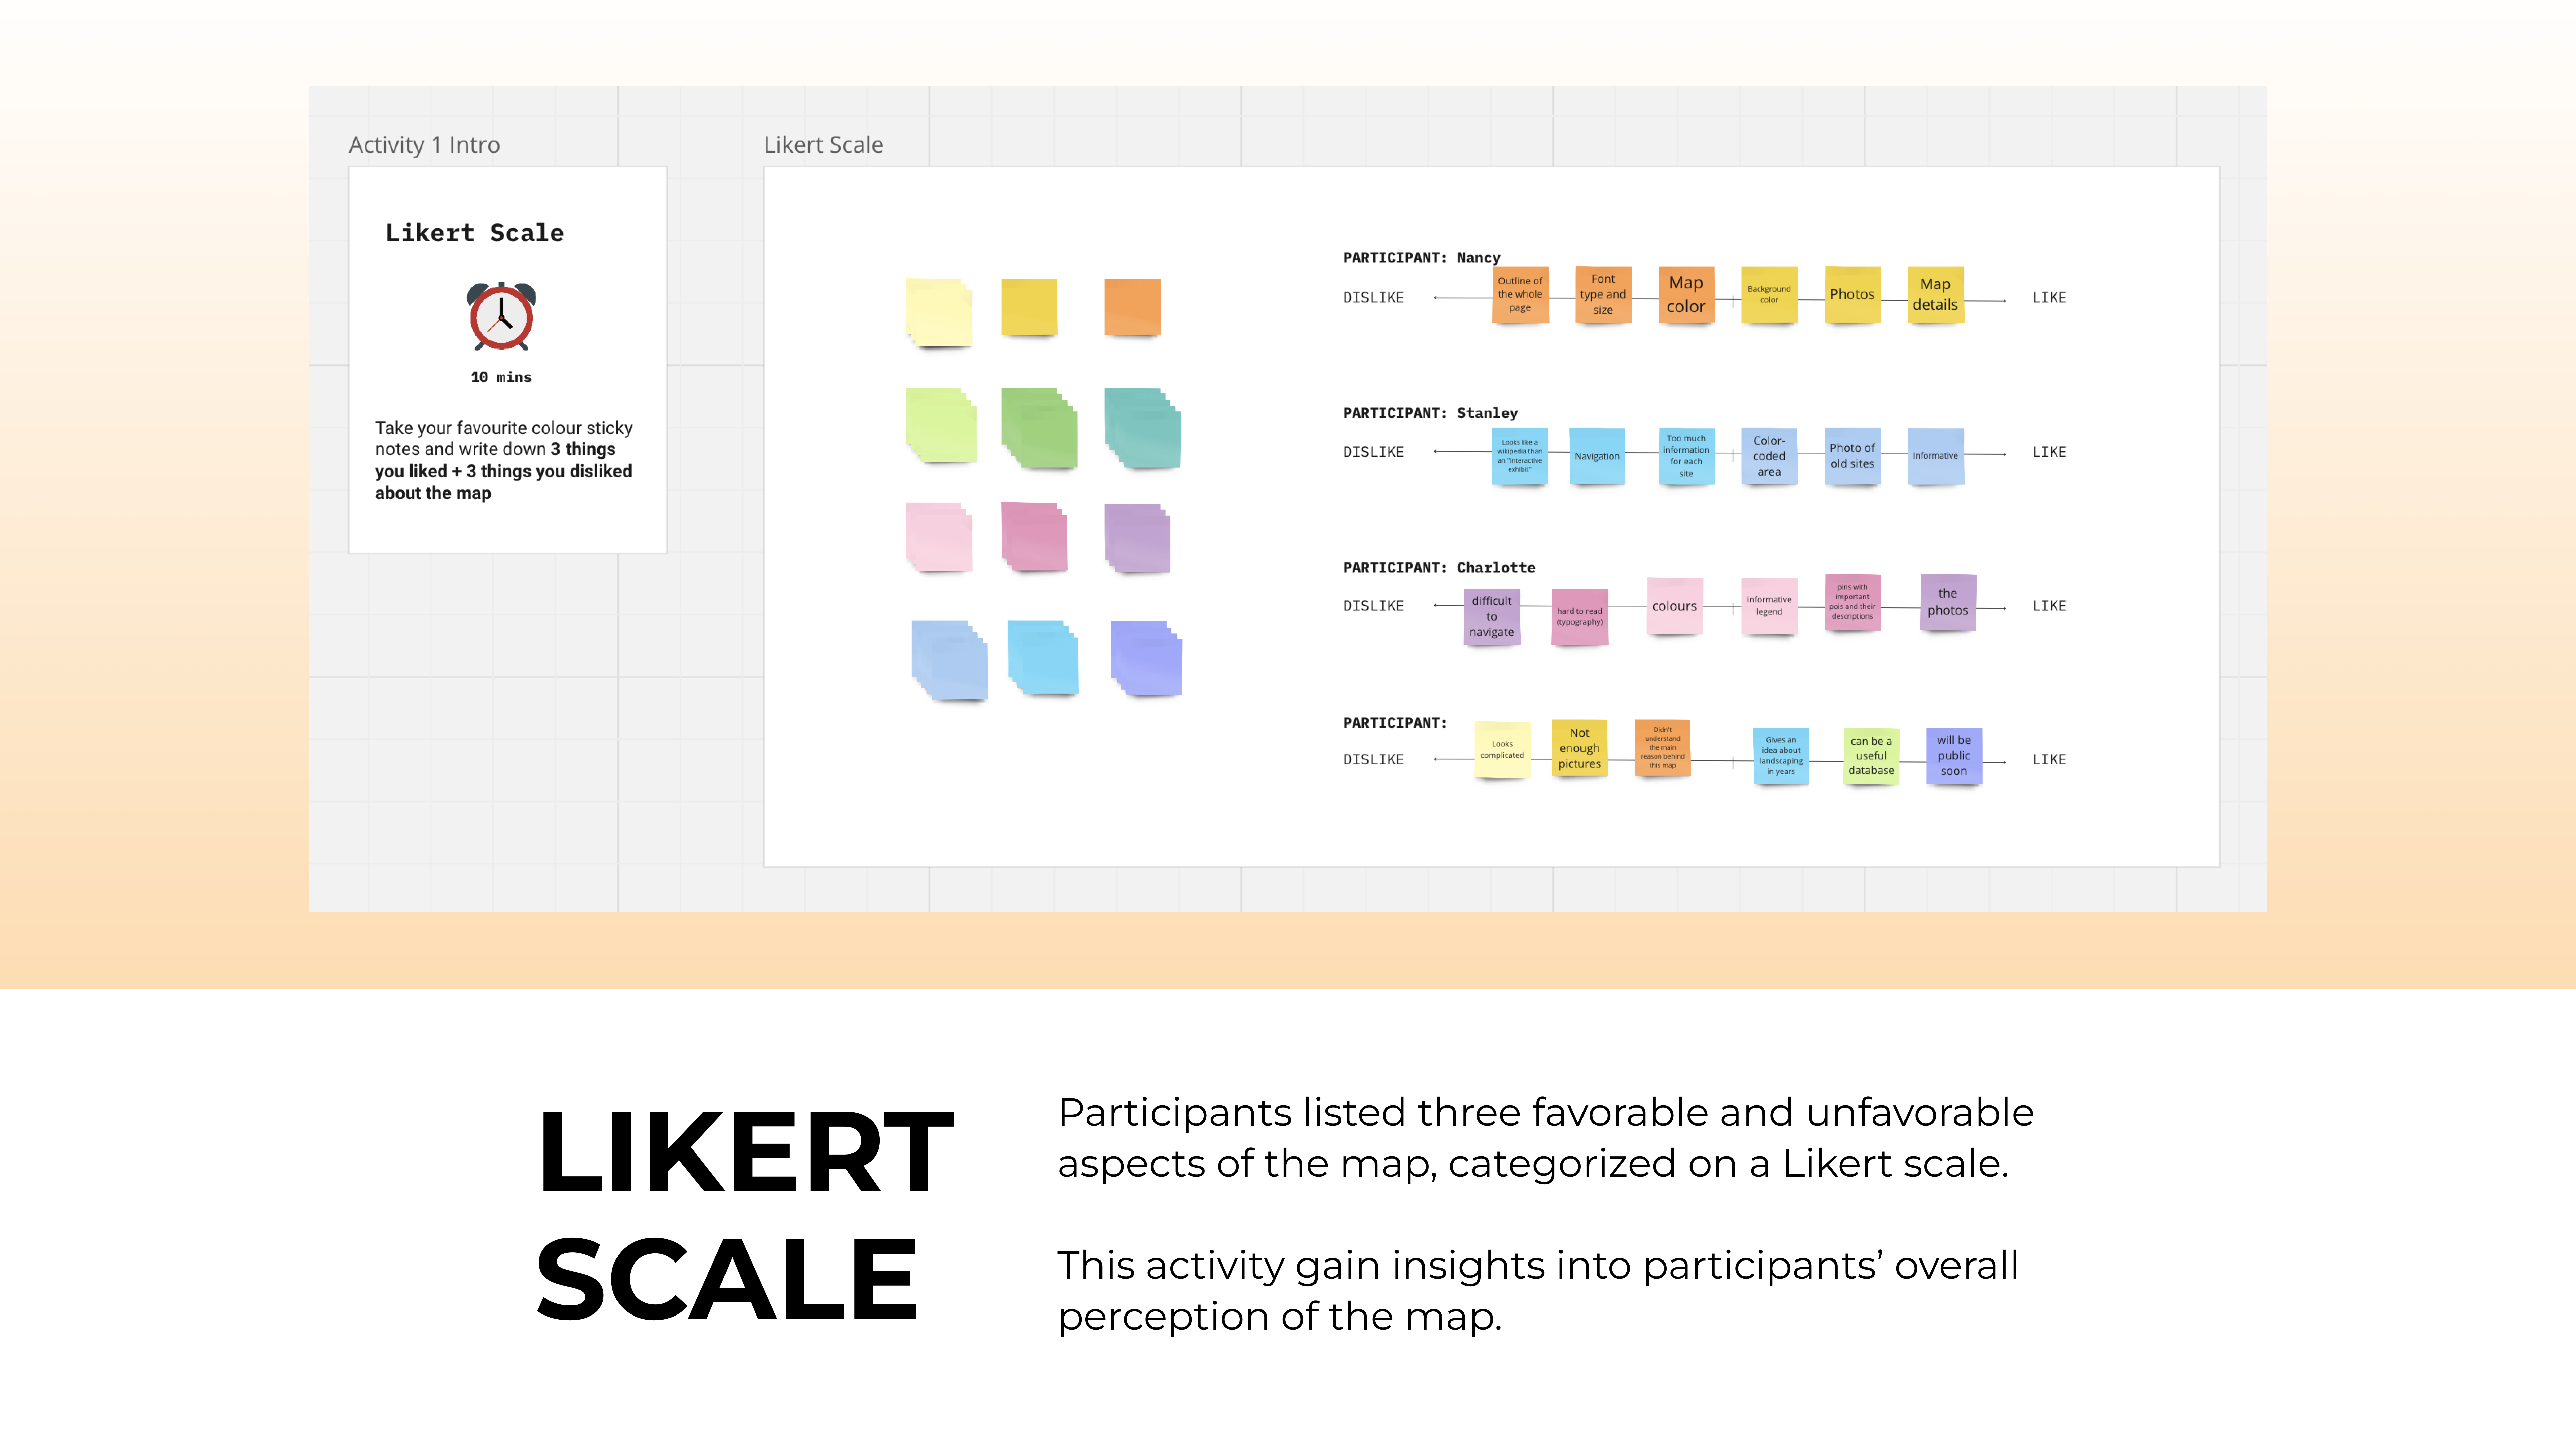 Activity 1 Intro
Likert Scale
10 mins
Take your favourite colour sticky
notes and write down 3 things
you liked + 3 things you disliked
about the map
Likert Scale
PARTICIPANT: Nancy
DISLIKE
Outline of
the whole
page
Font
type and
size
Map
color
Background
color
Photos
Map
details
LIKE
PARTICIPANT: Stanley
DISLIKE
Looks like a
wikipedia than
an "interactive
exhibit"
Navigation
Too much
information
for each
site
Color-
coded
area
Photo of
old sites
Informative
LIKE
PARTICIPANT: Charlotte
DISLIKE
difficult
to
navigate
hard to read
(typography)
colours
informative
legend
pins with
important
pois and their
descriptions
the
photos
LIKE
PARTICIPANT:
DISLIKE
Looks
complicated
Not
enough
pictures
Didn't
understand
the main
reason behind
this map
Gives an
idea about
landscaping
in years
can be a
useful
database
will be
public
soon
LIKE
LIKERT
SCALE
Participants listed three favorable and unfavorable
aspects of the map, categorized on a Likert scale.
This activity gain insights into participants’ overall
perception of the map.